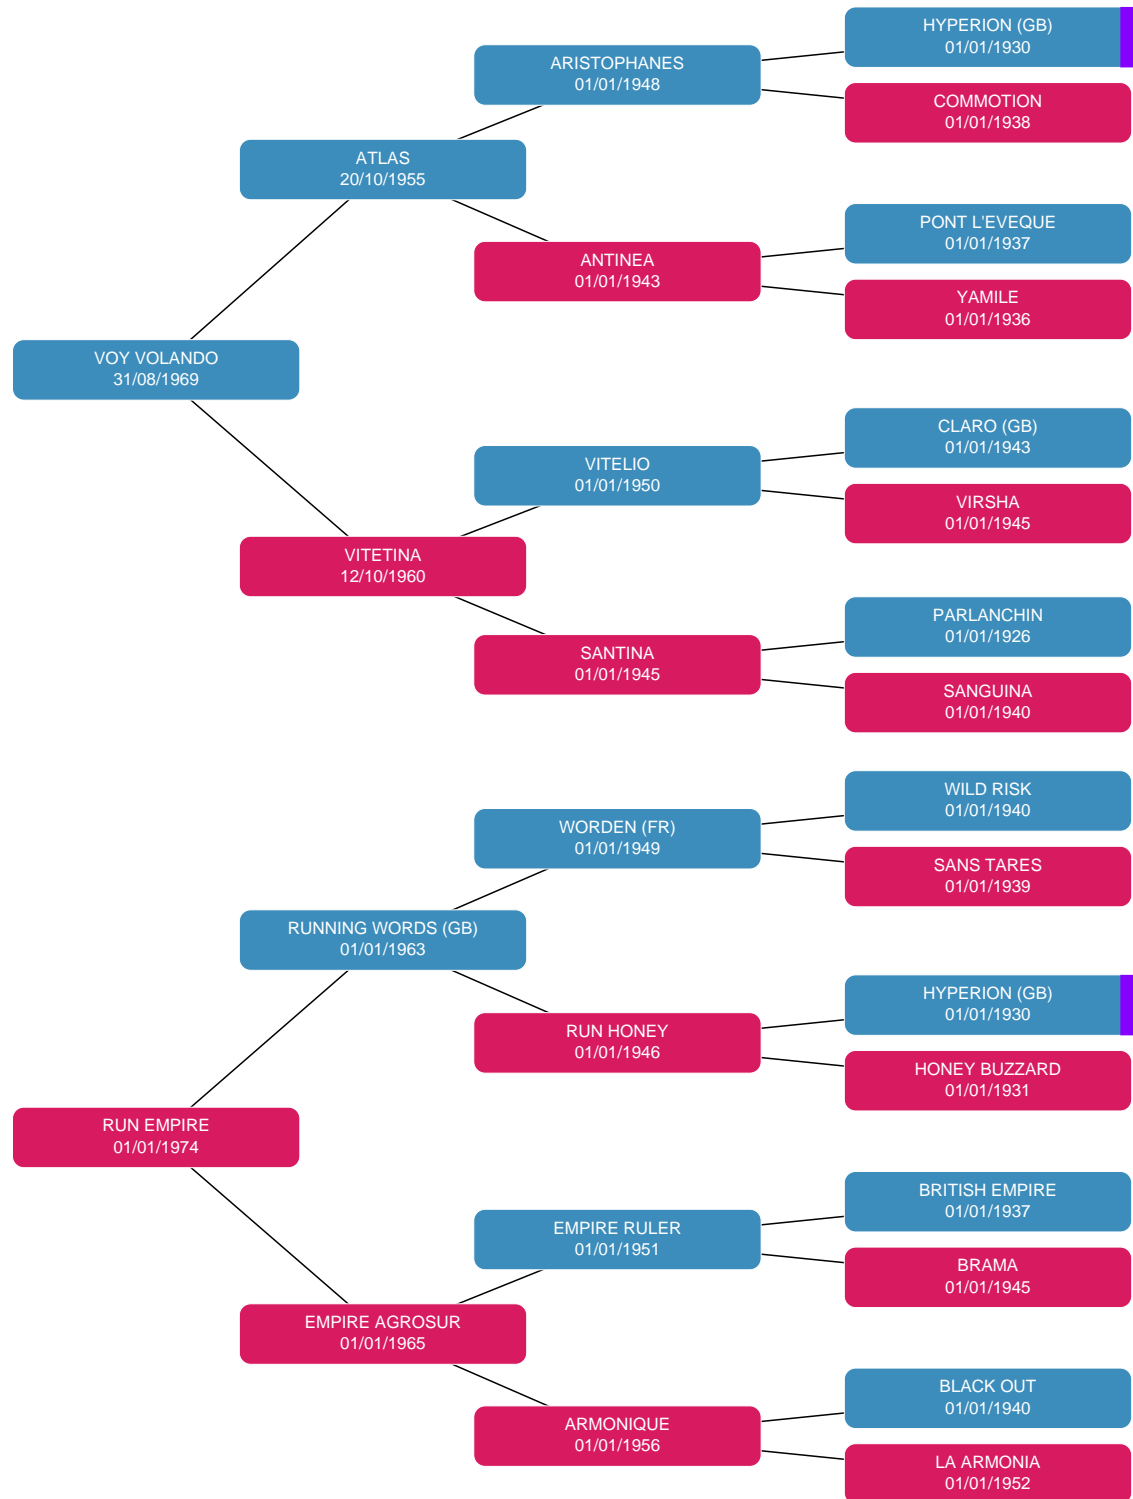 HYPERION (GB)
01/01/1930
ARISTOPHANES
01/01/1948
COMMOTION
01/01/1938
ATLAS
20/10/1955
PONT L'EVEQUE
01/01/1937
ANTINEA
01/01/1943
YAMILE
01/01/1936
VOY VOLANDO
31/08/1969
CLARO (GB)
01/01/1943
VITELIO
01/01/1950
VIRSHA
01/01/1945
VITETINA
12/10/1960
PARLANCHIN
01/01/1926
SANTINA
01/01/1945
SANGUINA
01/01/1940
WILD RISK
01/01/1940
WORDEN (FR)
01/01/1949
SANS TARES
01/01/1939
RUNNING WORDS (GB)
01/01/1963
HYPERION (GB)
01/01/1930
RUN HONEY
01/01/1946
HONEY BUZZARD
01/01/1931
RUN EMPIRE
01/01/1974
BRITISH EMPIRE
01/01/1937
EMPIRE RULER
01/01/1951
BRAMA
01/01/1945
EMPIRE AGROSUR
01/01/1965
BLACK OUT
01/01/1940
ARMONIQUE
01/01/1956
LA ARMONIA
01/01/1952